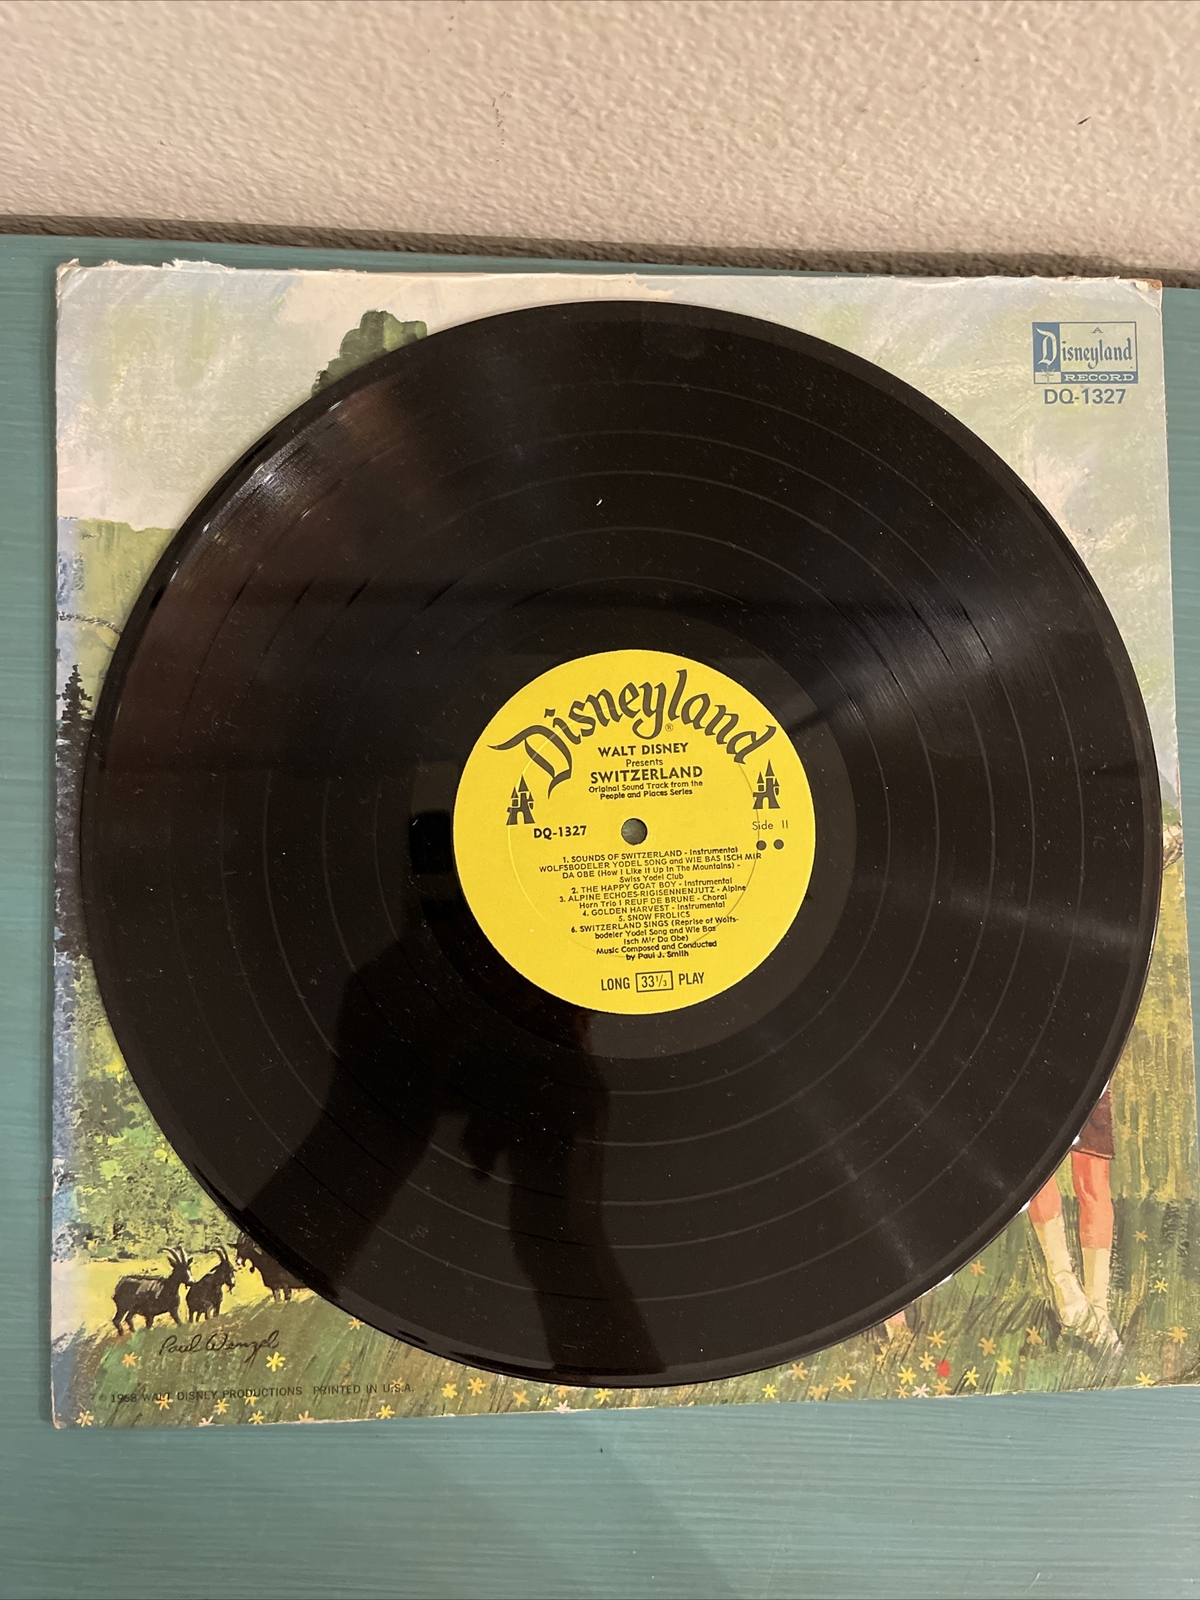 A
Disneyland
RECORD
DQ-1327
Disneyland
®
WALT DISNEY
Presents
SWITZERLAND
Original Sound Track from the
People and Places Series
DQ-1327
Side II
1. SOUNDS OF SWITZERLAND - Instrumental
WOLFSBODELER YODEL SONG and WIE BAS ISCH MIR
DA OBE (How I Like It Up In The Mountains) -
Swiss Yodel Club
2. THE HAPPY GOAT BOY - Instrumental
3. ALPINE ECHOES-RIGISENNENJUTZ - Alpine
Horn Trio I REUF DE BRUNE - Choral
4. GOLDEN HARVEST - Instrumental
5. SNOW FROLICS
6. SWITZERLAND SINGS (Reprise of Wolfs-
bodeler Yodel Song and Wie Bas
Isch Mir Da Obe)
Music Composed and Conducted
by Paul J. Smith
LONG 33⅓ PLAY
Paul Wenzel
© 1968 WALT DISNEY PRODUCTIONS PRINTED IN U.S.A.